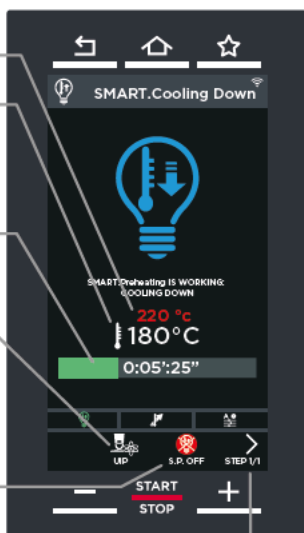 SMART.Cooling Down
SMART.Preheating IS WORKING:
COOLING DOWN
220 °c
180°C
0:05':25"
UIP
S.P. OFF
STEP 1/1
START
STOP